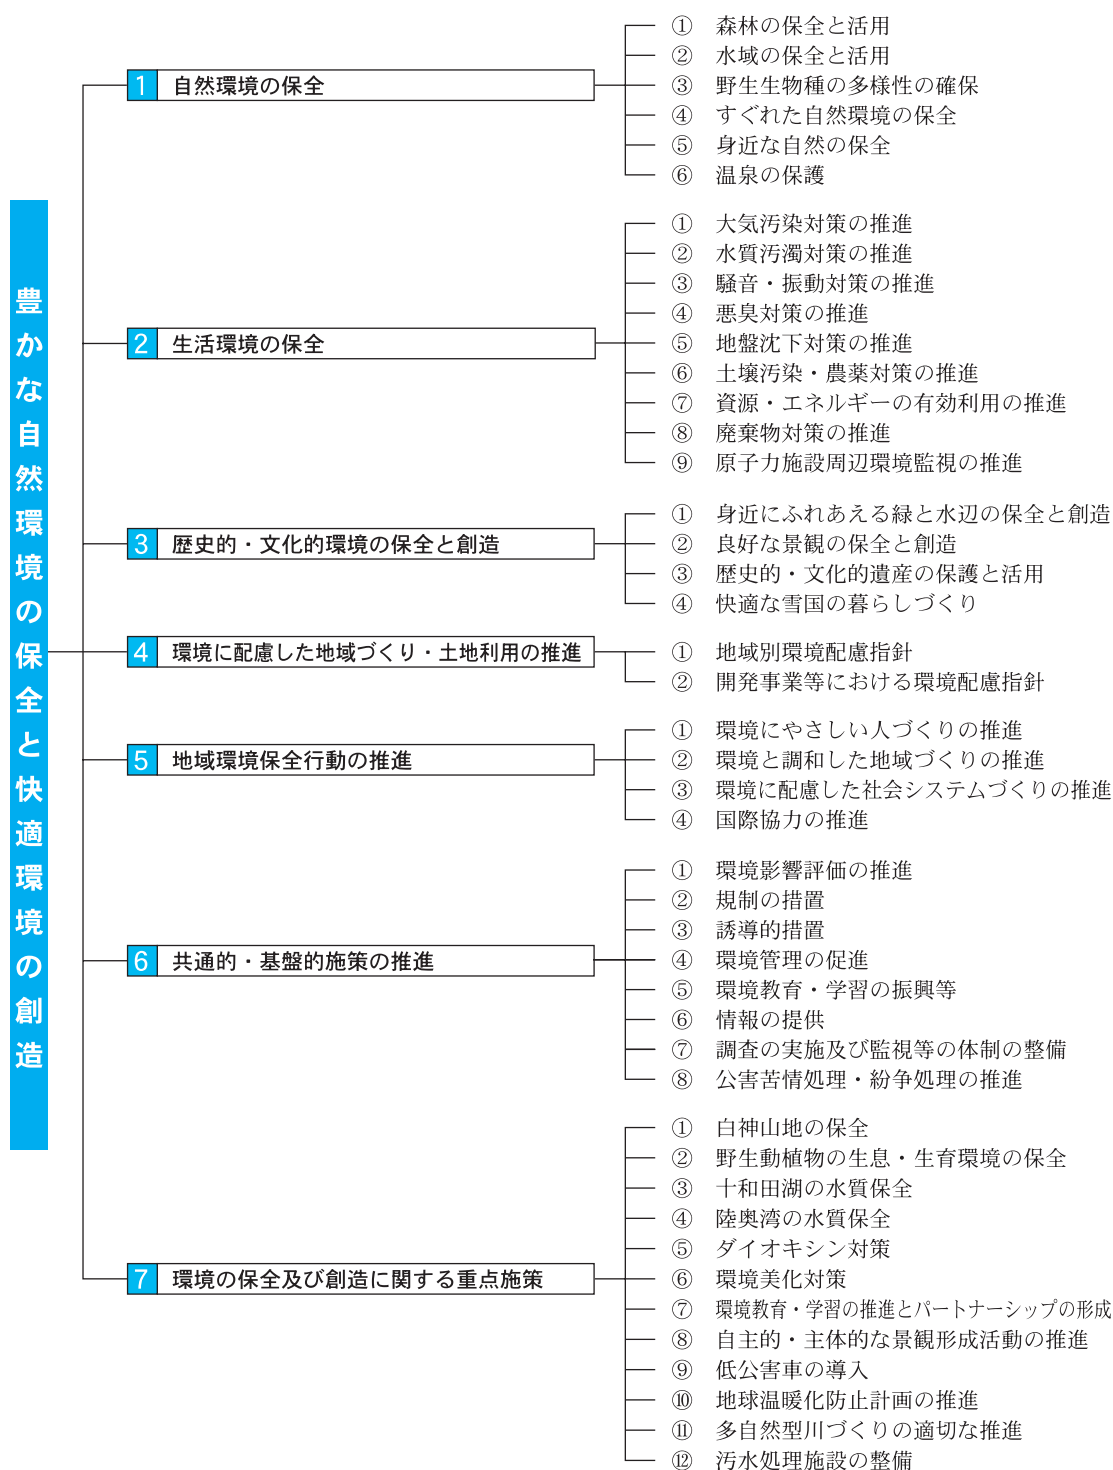 豊かな自然環境の保全と快適環境の創造
1 自然環境の保全
① 森林の保全と活用
② 水域の保全と活用
③ 野生生物種の多様性の確保
④ すぐれた自然環境の保全
⑤ 身近な自然の保全
⑥ 温泉の保護
2 生活環境の保全
① 大気汚染対策の推進
② 水質汚濁対策の推進
③ 騒音・振動対策の推進
④ 悪臭対策の推進
⑤ 地盤沈下対策の推進
⑥ 土壌汚染・農薬対策の推進
⑦ 資源・エネルギーの有効利用の推進
⑧ 廃棄物対策の推進
⑨ 原子力施設周辺環境監視の推進
3 歴史的・文化的環境の保全と創造
① 身近にふれあえる緑と水辺の保全と創造
② 良好な景観の保全と創造
③ 歴史的・文化的遺産の保護と活用
④ 快適な雪国の暮らしづくり
4 環境に配慮した地域づくり・土地利用の推進
① 地域別環境配慮指針
② 開発事業等における環境配慮指針
5 地域環境保全行動の推進
① 環境にやさしい人づくりの推進
② 環境と調和した地域づくりの推進
③ 環境に配慮した社会システムづくりの推進
④ 国際協力の推進
6 共通的・基盤的施策の推進
① 環境影響評価の推進
② 規制の措置
③ 誘導的措置
④ 環境管理の促進
⑤ 環境教育・学習の振興等
⑥ 情報の提供
⑦ 調査の実施及び監視等の体制の整備
⑧ 公害苦情処理・紛争処理の推進
7 環境の保全及び創造に関する重点施策
① 白神山地の保全
② 野生動植物の生息・生育環境の保全
③ 十和田湖の水質保全
④ 陸奥湾の水質保全
⑤ ダイオキシン対策
⑥ 環境美化対策
⑦ 環境教育・学習の推進とパートナーシップの形成
⑧ 自主的・主体的な景観形成活動の推進
⑨ 低公害車の導入
⑩ 地球温暖化防止計画の推進
⑪ 多自然型川づくりの適切な推進
⑫ 汚水処理施設の整備